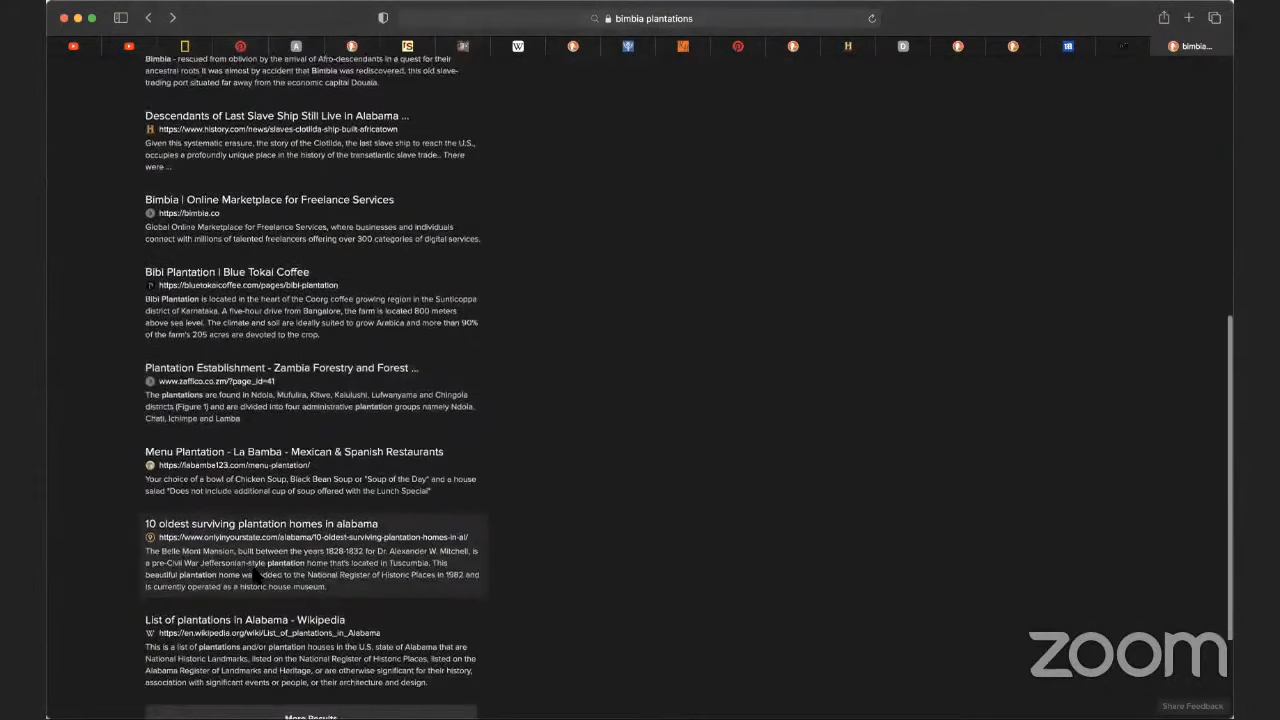 bimbia plantations
bimbia...
Bimbia - rescued from oblivion by the arrival of Afro-descendants in a quest for their
ancestral roots It was almost by accident that Bimbia was rediscovered, this old slave-
trading port situated far away from the economic capital Douala.
Descendants of Last Slave Ship Still Live in Alabama ...
https://www.history.com/news/slaves-clotilda-ship-built-africatown
Given this systematic erasure, the story of the Clotilda, the last slave ship to reach the U.S.,
occupies a profoundly unique place in the history of the transatlantic slave trade.. There
were ...
Bimbia | Online Marketplace for Freelance Services
https://bimbia.co
Global Online Marketplace for Freelance Services, where businesses and individuals
connect with millions of talented freelancers offering over 300 categories of digital services.
Bibi Plantation | Blue Tokai Coffee
https://bluetokaicoffee.com/pages/bibi-plantation
Bibi Plantation is located in the heart of the Coorg coffee growing region in the Sunticoppa
district of Karnataka. A five-hour drive from Bangalore, the farm is located 800 meters
above sea level. The climate and soil are ideally suited to grow Arabica and more than 90%
of the farm's 205 acres are devoted to the crop.
Plantation Establishment - Zambia Forestry and Forest ...
www.zaffico.co.zm/?page_id=41
The plantations are found in Ndola, Mufulira, Kitwe, Kalulushi, Lufwanyama and Chingola
districts (Figure 1) and are divided into four administrative plantation groups namely Ndola,
Chati, Ichimpe and Lamba
Menu Plantation - La Bamba - Mexican & Spanish Restaurants
https://labamba123.com/menu-plantation/
Your choice of a bowl of Chicken Soup, Black Bean Soup or "Soup of the Day" and a house
salad *Does not include additional cup of soup offered with the Lunch Special*
10 oldest surviving plantation homes in alabama
https://www.onlyinyourstate.com/alabama/10-oldest-surviving-plantation-homes-in-al/
The Belle Mont Mansion, built between the years 1828-1832 for Dr. Alexander W. Mitchell, is
a pre-Civil War Jeffersonian-style plantation home that's located in Tuscumbia. This
beautiful plantation home was added to the National Register of Historic Places in 1982 and
is currently operated as a historic house museum.
List of plantations in Alabama - Wikipedia
https://en.wikipedia.org/wiki/List_of_plantations_in_Alabama
This is a list of plantations and/or plantation houses in the U.S. state of Alabama that are
National Historic Landmarks, listed on the National Register of Historic Places, listed on the
Alabama Register of Landmarks and Heritage, or are otherwise significant for their history,
association with significant events or people, or their architecture and design.
More Results
zoom
Share Feedback